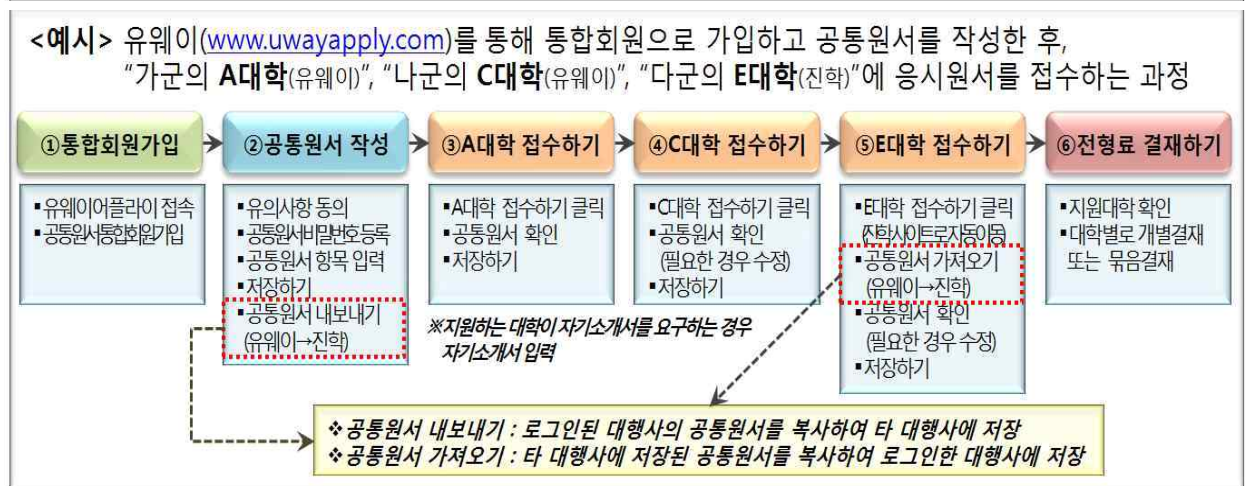 <예시> 유웨이(www.uwayapply.com)를 통해 통합회원으로 가입하고 공통원서를 작성한 후,
"가군의 A대학(유웨이)", "나군의 C대학(유웨이)", "다군의 E대학(진학)"에 응시원서를 접수하는 과정
①통합회원가입
②공통원서 작성
③A대학 접수하기
④C대학 접수하기
⑤E대학 접수하기
⑥전형료 결재하기
▪유웨이어플라이 접속
▪공통원서통합회원가입
▪유의사항 동의
▪공통원서비밀번호등록
▪공통원서 항목 입력
▪저장하기
▪공통원서 내보내기
(유웨이→진학)
▪A대학 접수하기 클릭
▪공통원서 확인
▪저장하기
▪C대학 접수하기 클릭
▪공통원서 확인
(필요한 경우 수정)
▪저장하기
▪E대학 접수하기 클릭
(진학사이트로자동이동)
▪공통원서 가져오기
(유웨이→진학)
▪공통원서 확인
(필요한 경우 수정)
▪저장하기
▪지원대학 확인
▪대학별로 개별결재
또는 묶음결재
※지원하는 대학이 자기소개서를 요구하는 경우
자기소개서 입력
❖공통원서 내보내기 : 로그인된 대행사의 공통원서를 복사하여 타 대행사에 저장
❖공통원서 가져오기 : 타 대행사에 저장된 공통원서를 복사하여 로그인한 대행사에 저장